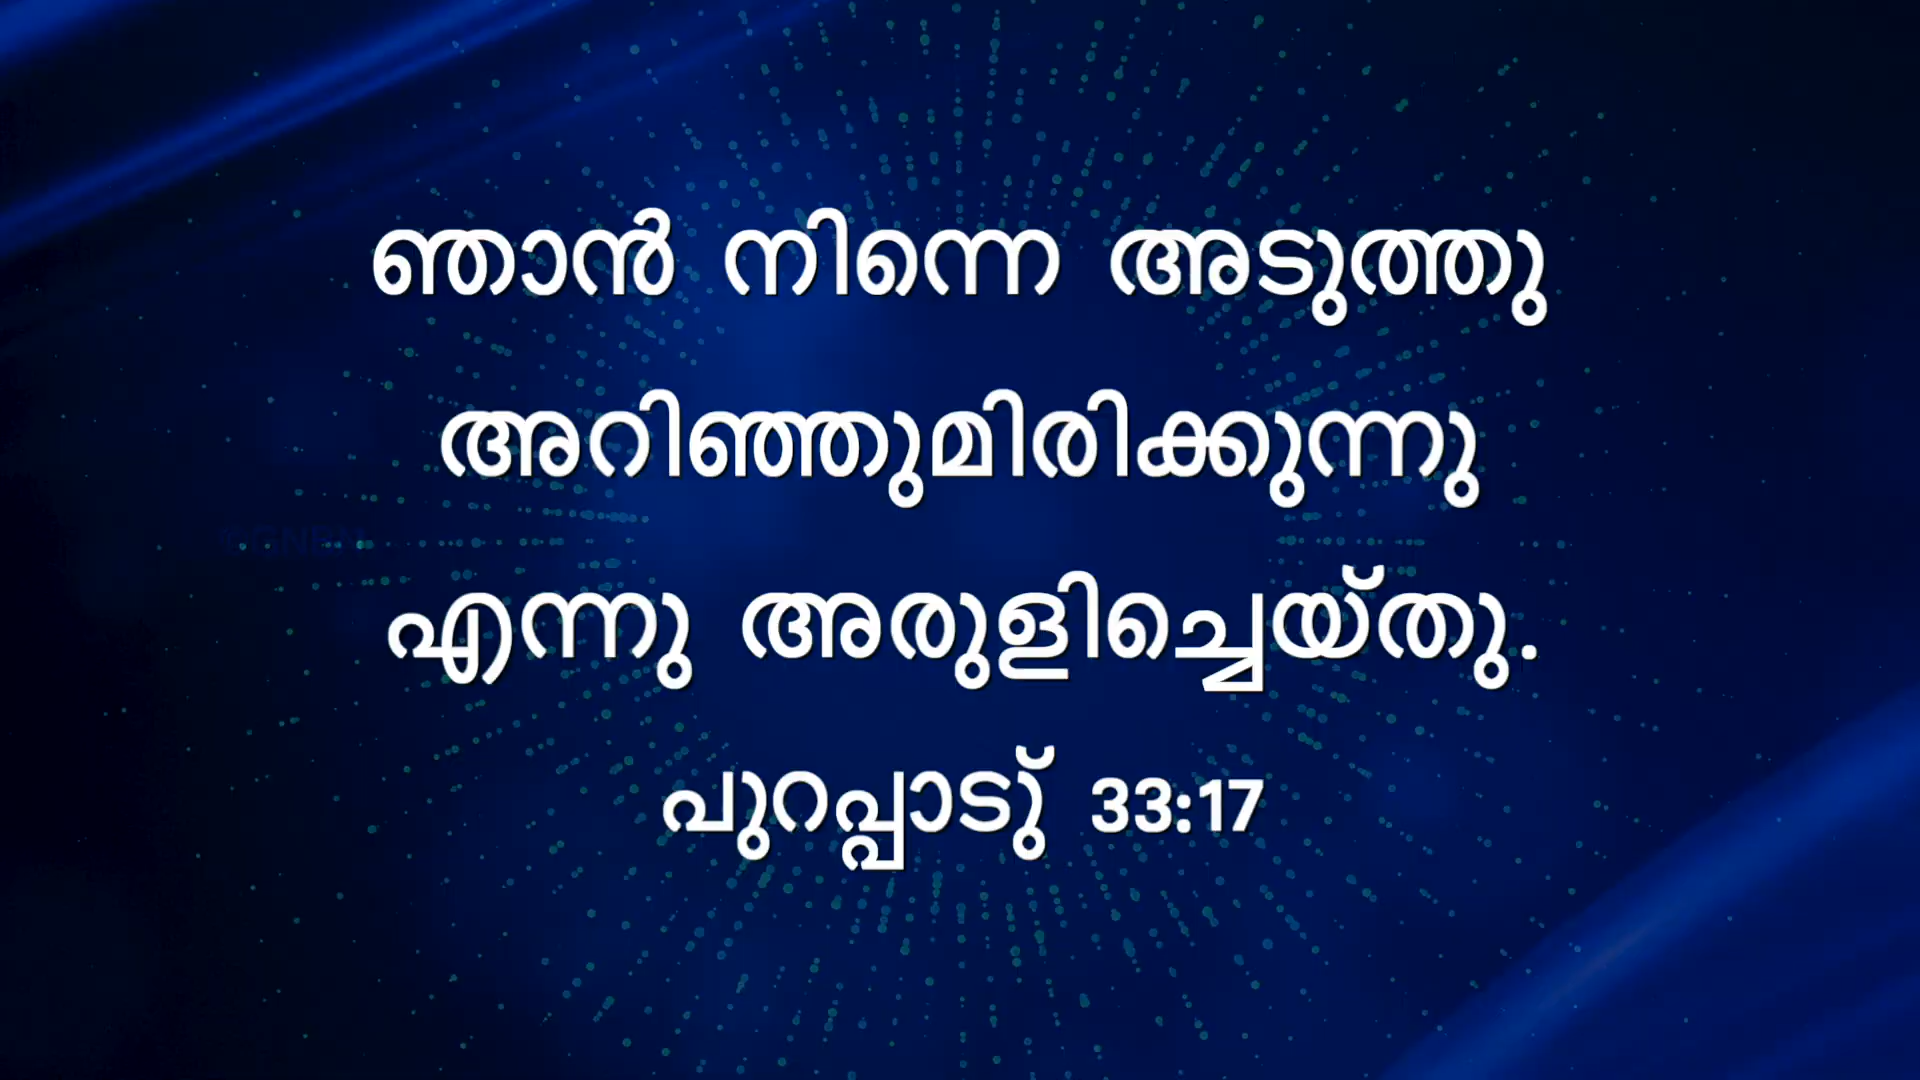 ഞാൻ നിന്നെ അടുത്തു
അറിഞ്ഞുമിരിക്കുന്നു
എന്നു അരുളിച്ചെയ്തു.
പുറപ്പാടു് 33:17